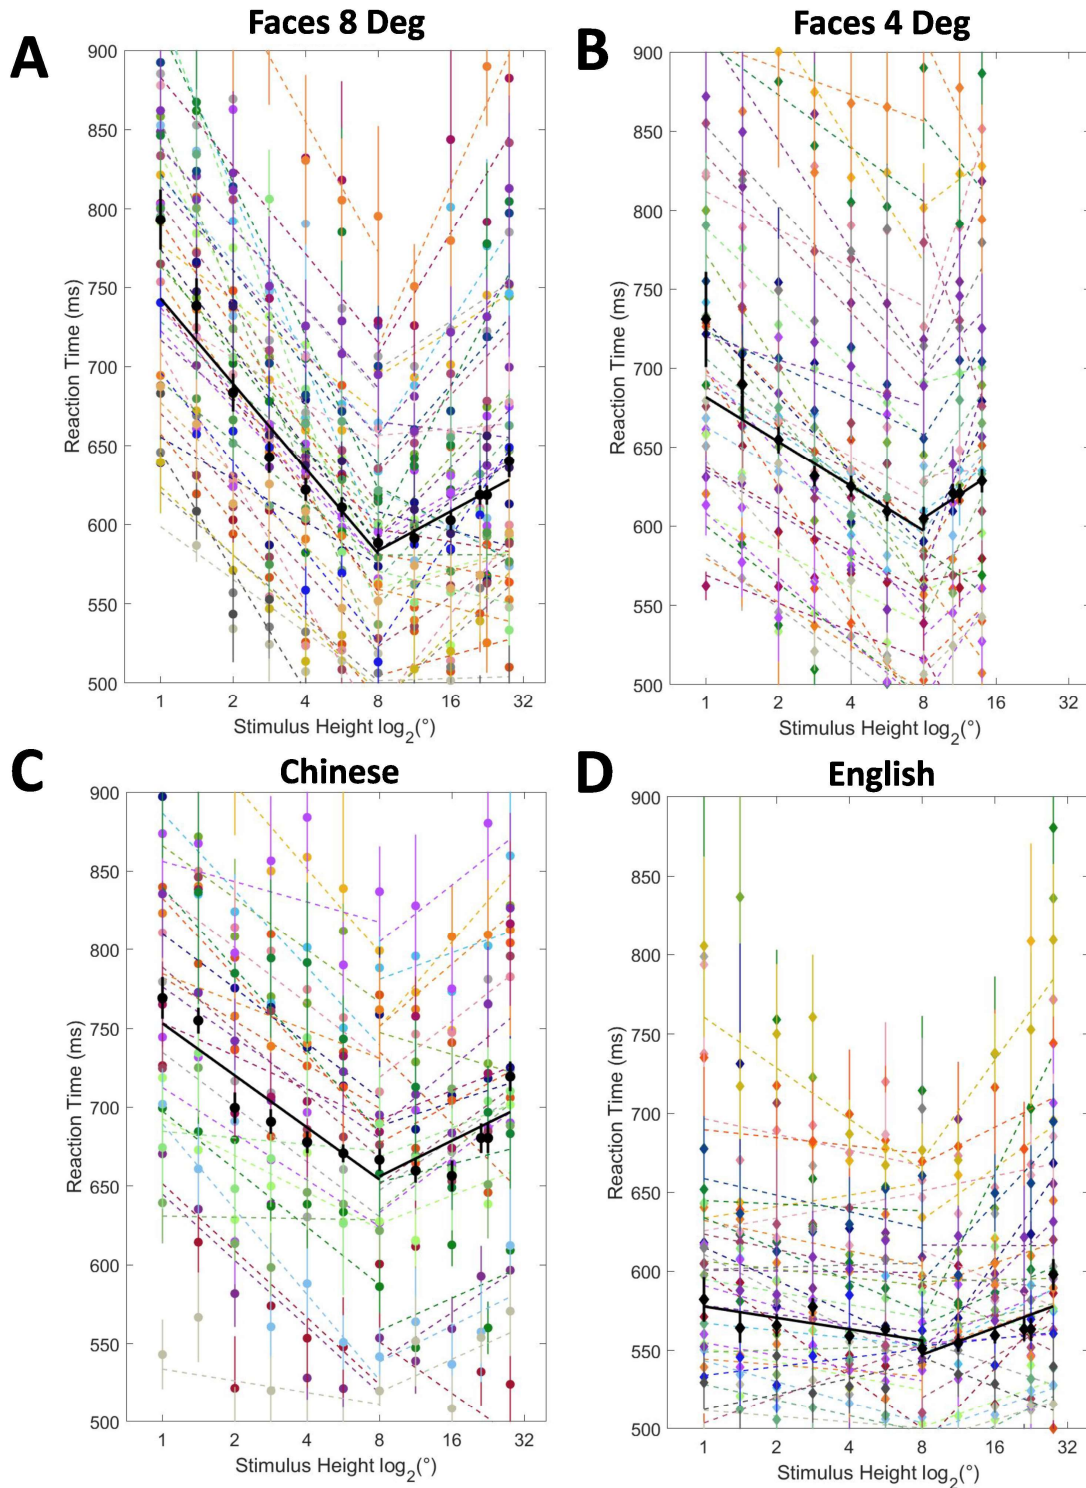 Faces 8 Deg
A
900
850
800
750
700
650
600
550
500
Reaction Time (ms)
1 2 4 8 16 32
Stimulus Height log2(°)
Faces 4 Deg
B
900
850
800
750
700
650
600
550
500
Reaction Time (ms)
1 2 4 8 16 32
Stimulus Height log2(°)
Chinese
C
900
850
800
750
700
650
600
550
500
Reaction Time (ms)
1 2 4 8 16 32
Stimulus Height log2(°)
English
D
900
850
800
750
700
650
600
550
500
Reaction Time (ms)
1 2 4 8 16 32
Stimulus Height log2(°)